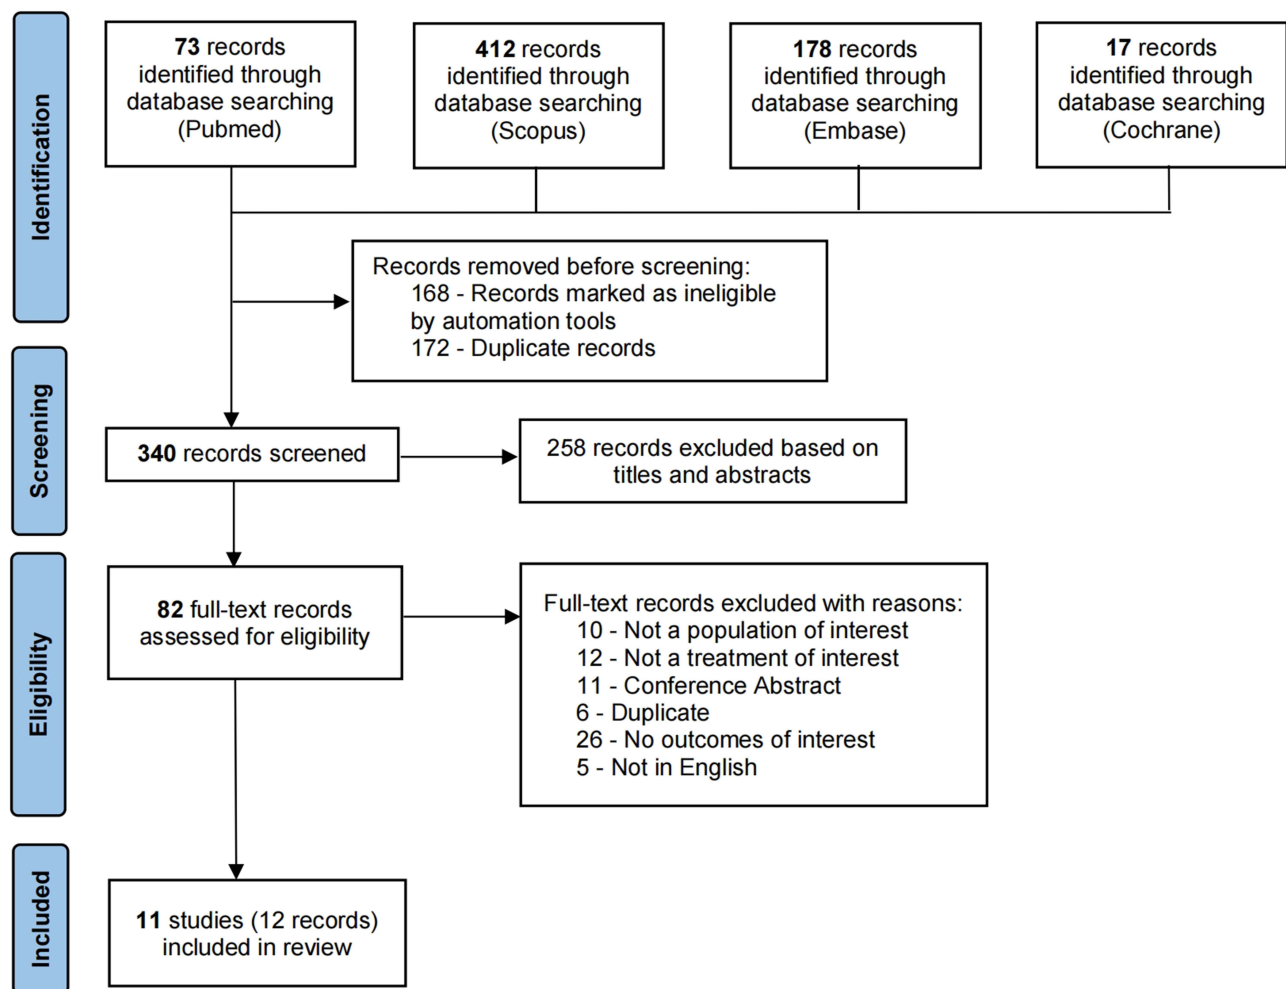 Identification
73 records
identified through
database searching
(Pubmed)
412 records
identified through
database searching
(Scopus)
178 records
identified through
database searching
(Embase)
17 records
identified through
database searching
(Cochrane)
Records removed before screening:
168 - Records marked as ineligible
by automation tools
172 - Duplicate records
Screening
340 records screened
258 records excluded based on
titles and abstracts
Eligibility
82 full-text records
assessed for eligibility
Full-text records excluded with reasons:
10 - Not a population of interest
12 - Not a treatment of interest
11 - Conference Abstract
6 - Duplicate
26 - No outcomes of interest
5 - Not in English
Included
11 studies (12 records)
included in review